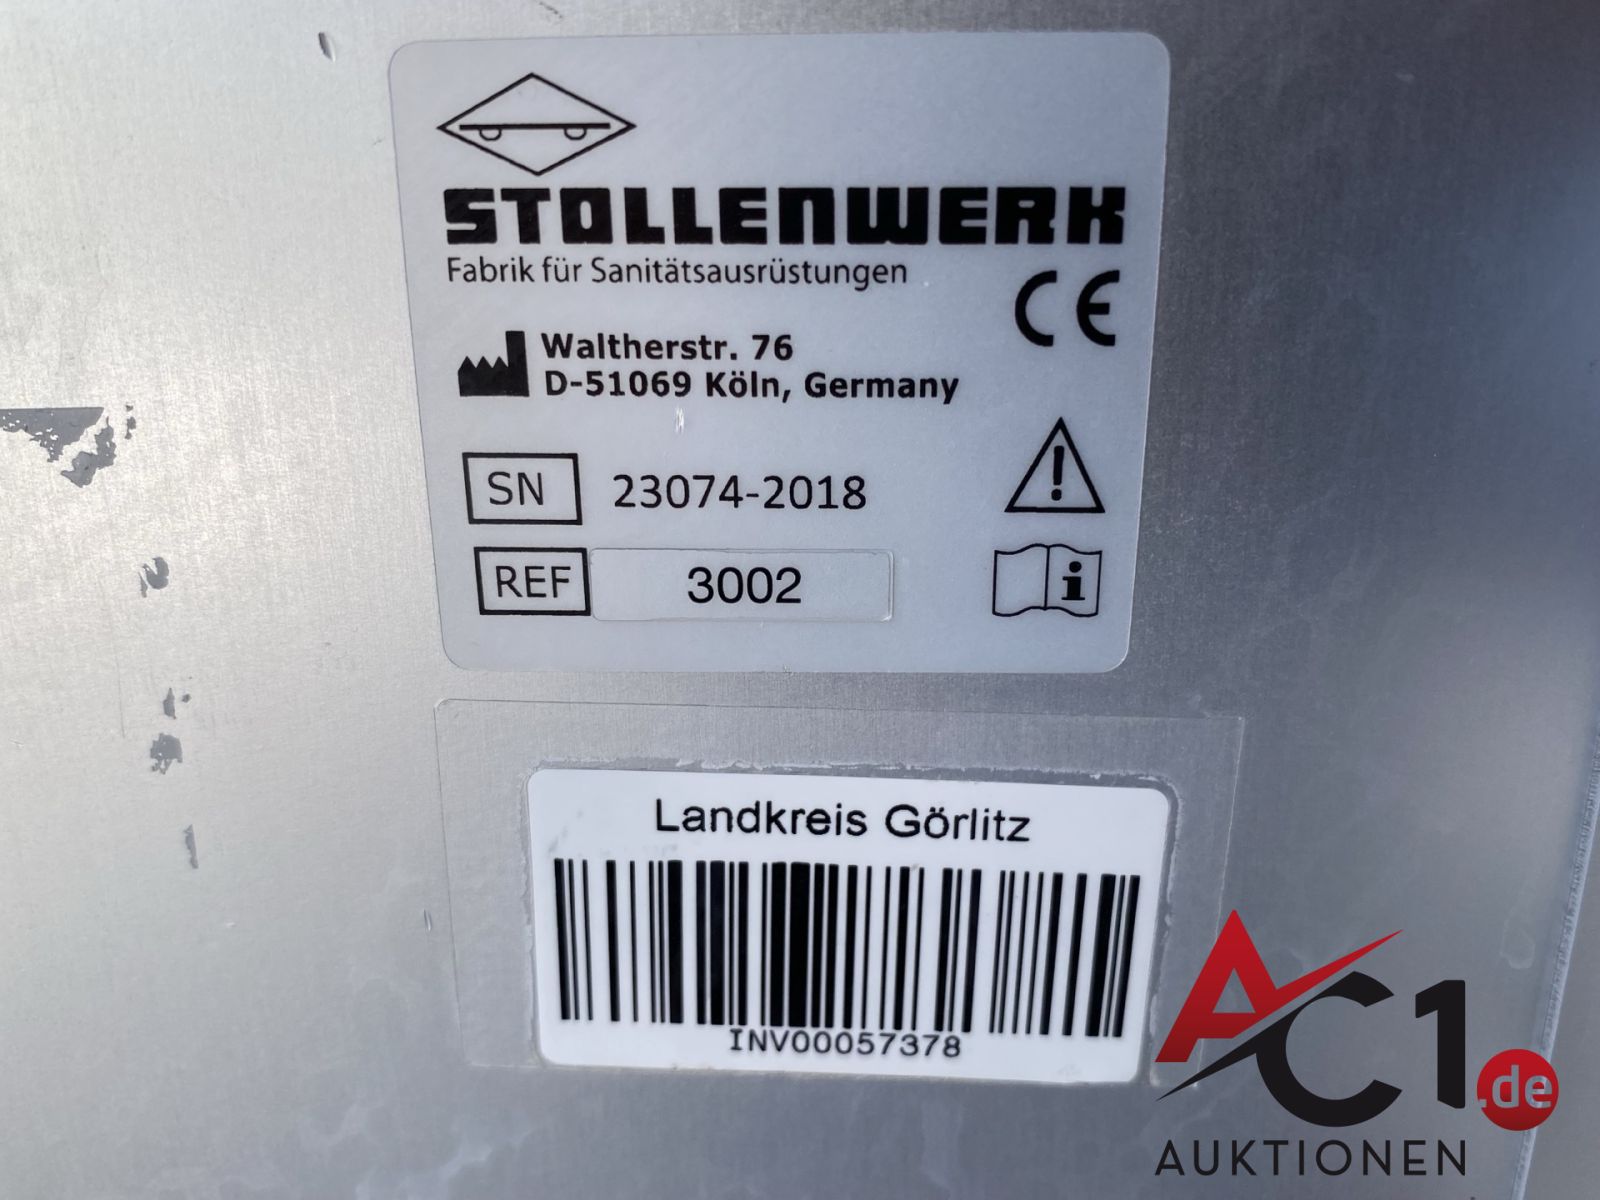 STOLLENWERK
Fabrik für Sanitätsausrüstungen
CE
Waltherstr. 76
D-51069 Köln, Germany
SN 23074-2018
REF 3002
Landkreis Görlitz
INV00057378
AC1.de
AUKTIONEN